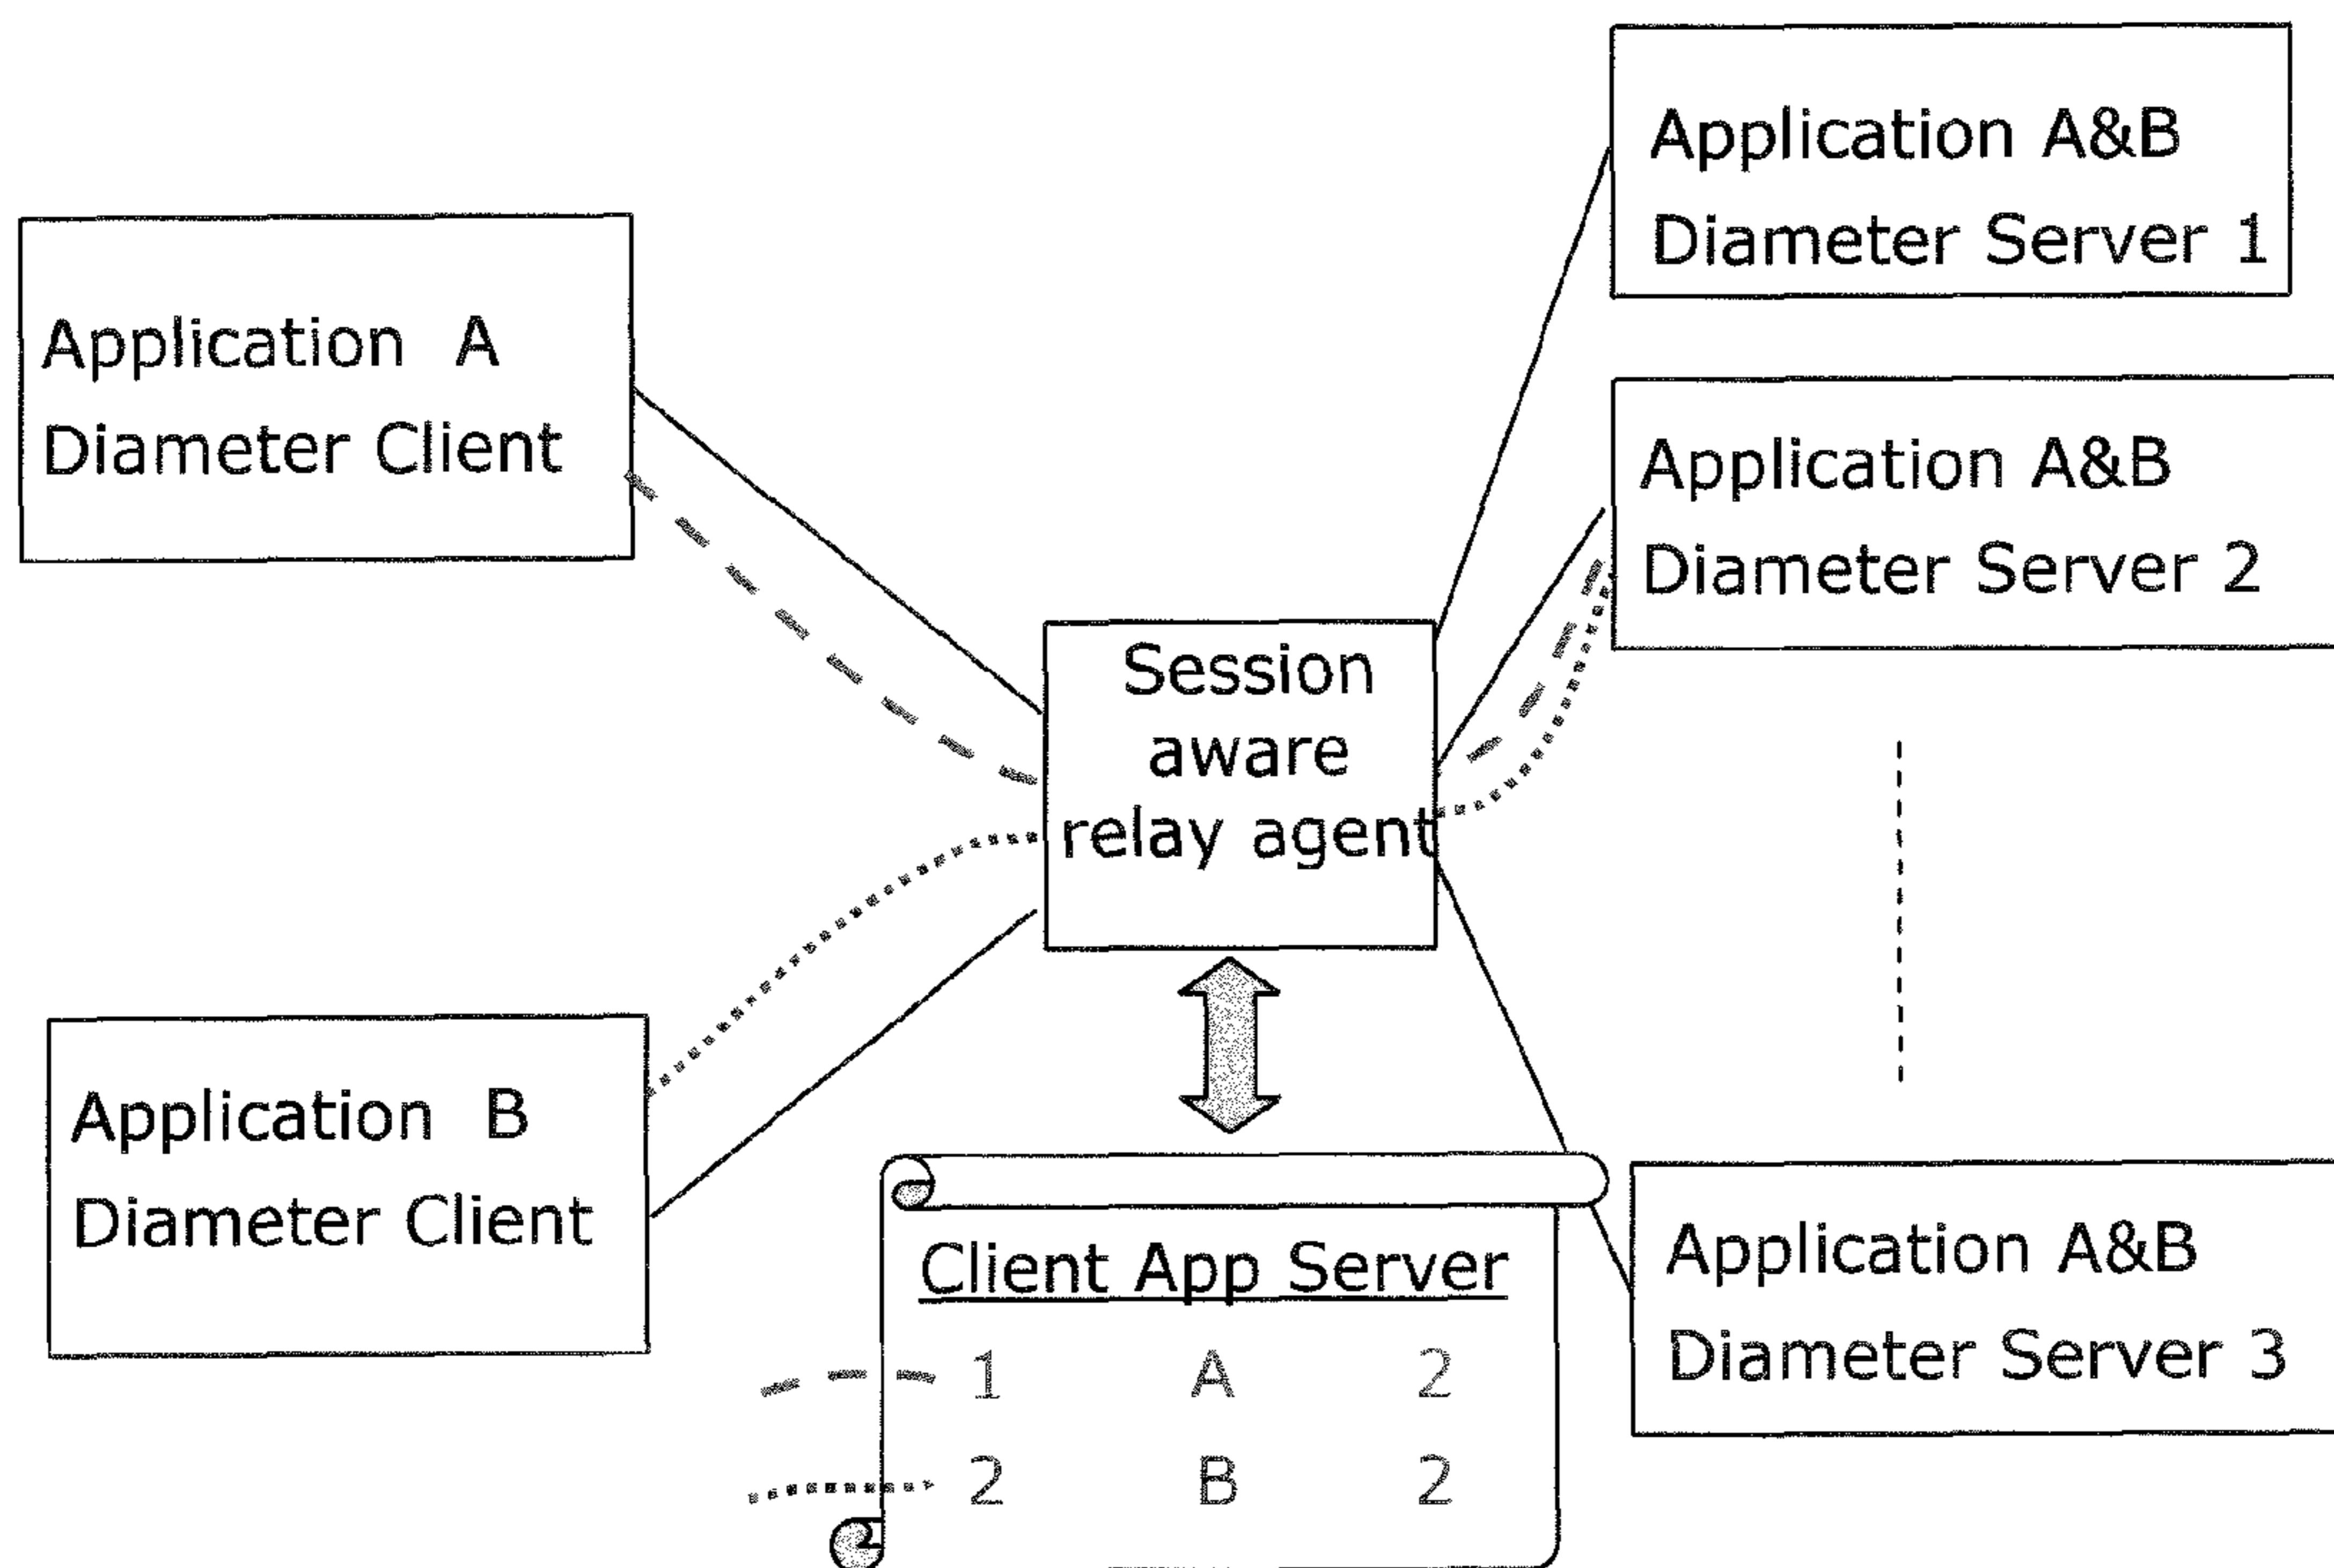 Application A
Diameter Client
Application B
Diameter Client
Session
aware
relay agent
Application A&B
Diameter Server 1
Application A&B
Diameter Server 2
Application A&B
Diameter Server 3
Client App Server
1 A 2
2 B 2